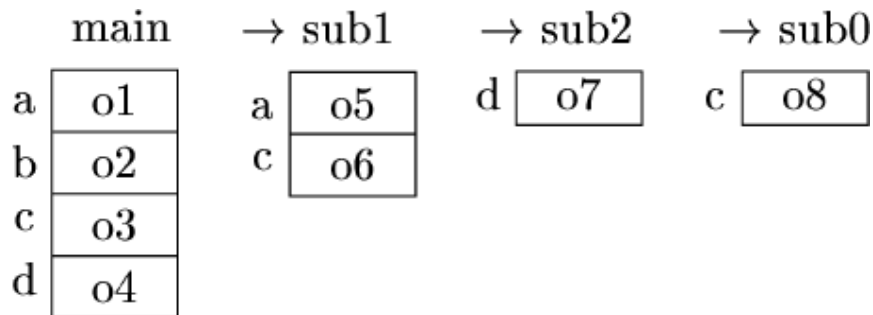 main → sub1 → sub2 → sub0
a o1 a o5 d o7 c o8
b o2 c o6
c o3
d o4